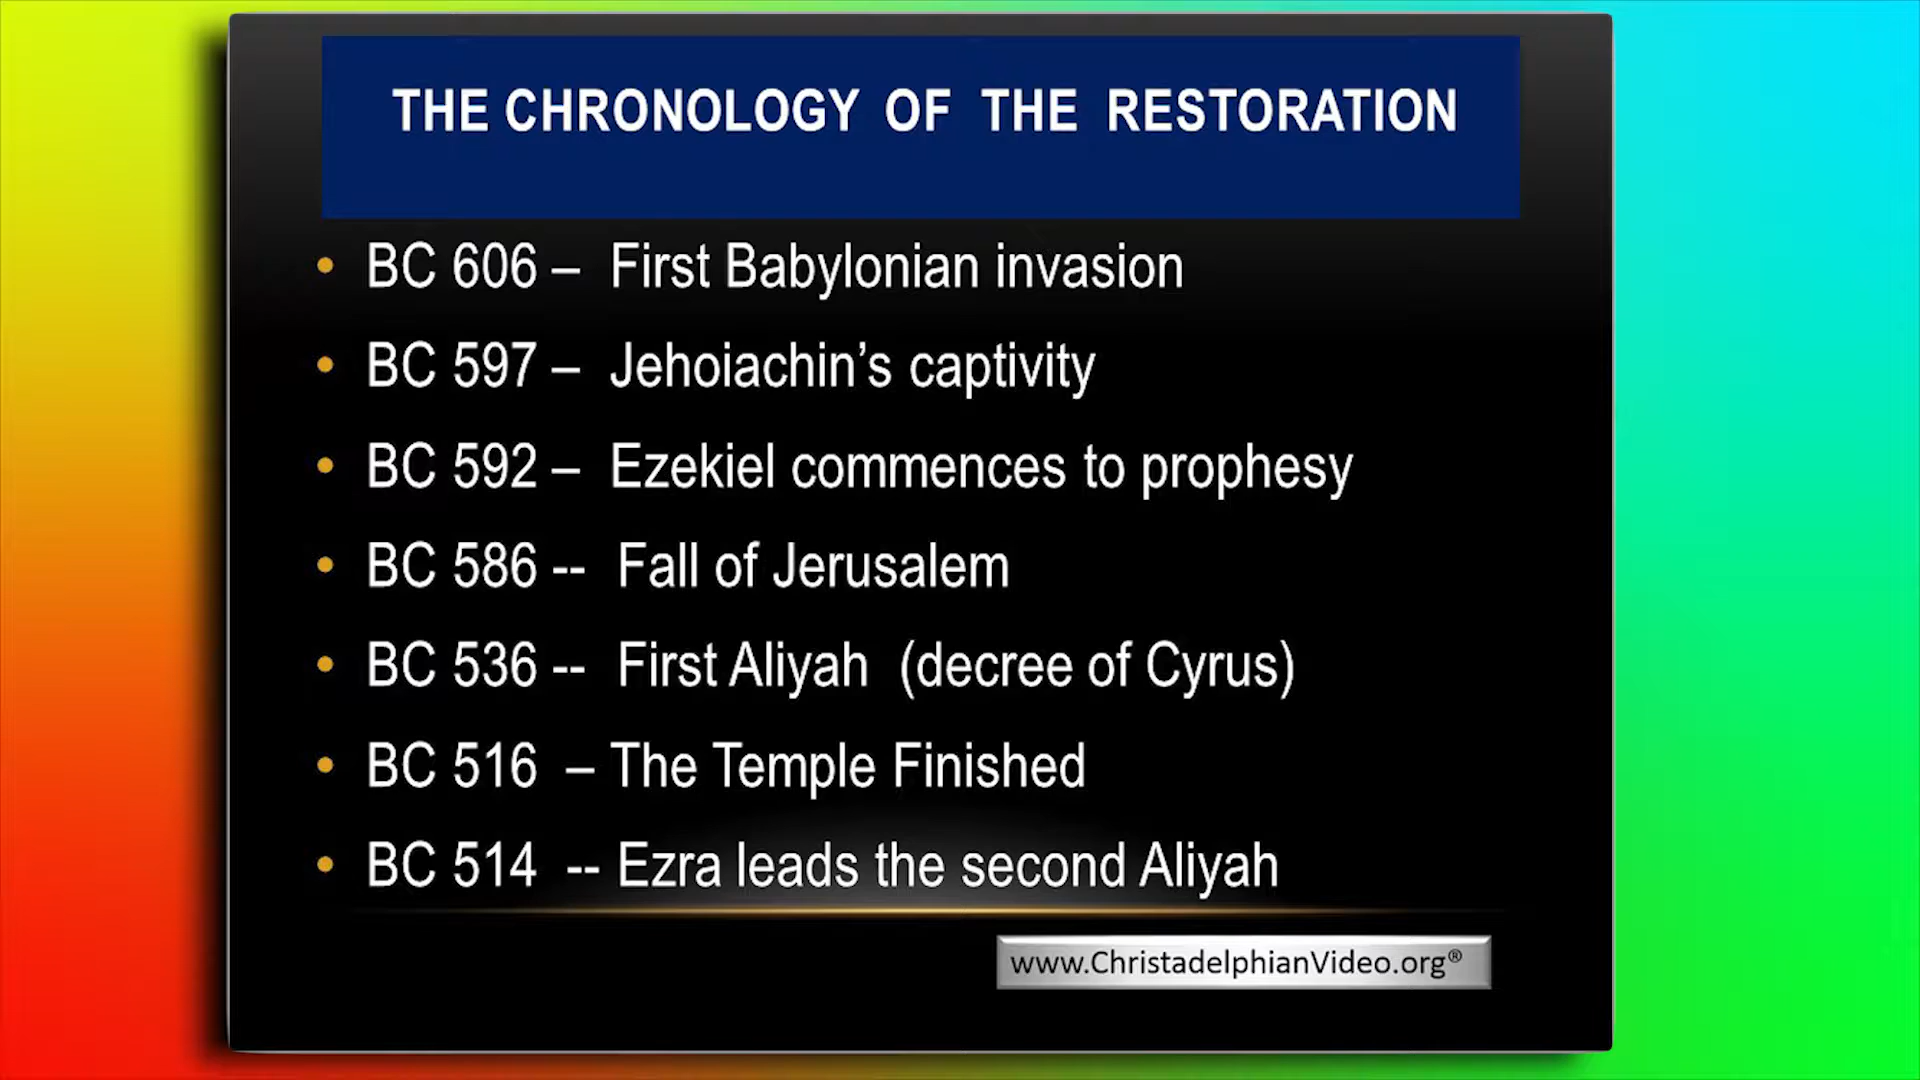 THE CHRONOLOGY OF THE RESTORATION
• BC 606 – First Babylonian invasion
• BC 597 – Jehoiachin’s captivity
• BC 592 – Ezekiel commences to prophesy
• BC 586 -- Fall of Jerusalem
• BC 536 -- First Aliyah (decree of Cyrus)
• BC 516 – The Temple Finished
• BC 514 -- Ezra leads the second Aliyah
www.ChristadelphianVideo.org®